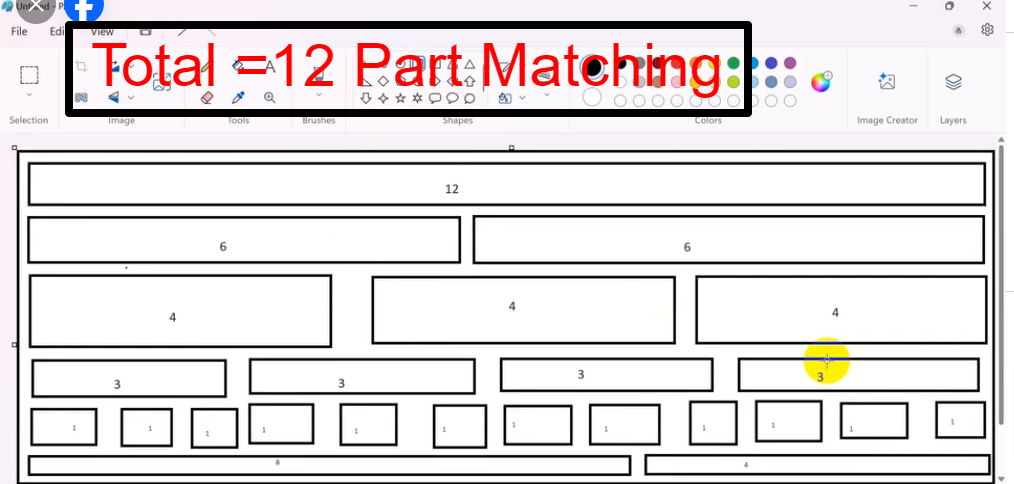 File
View
Total =12 Part Matching
Selection Image Tools Brushes Shapes Colors Image Creator Layers
12
6 6
4 4 4
3 3 3 3
1 1 1 1 1 1 1 1 1 1 1 1
8 4